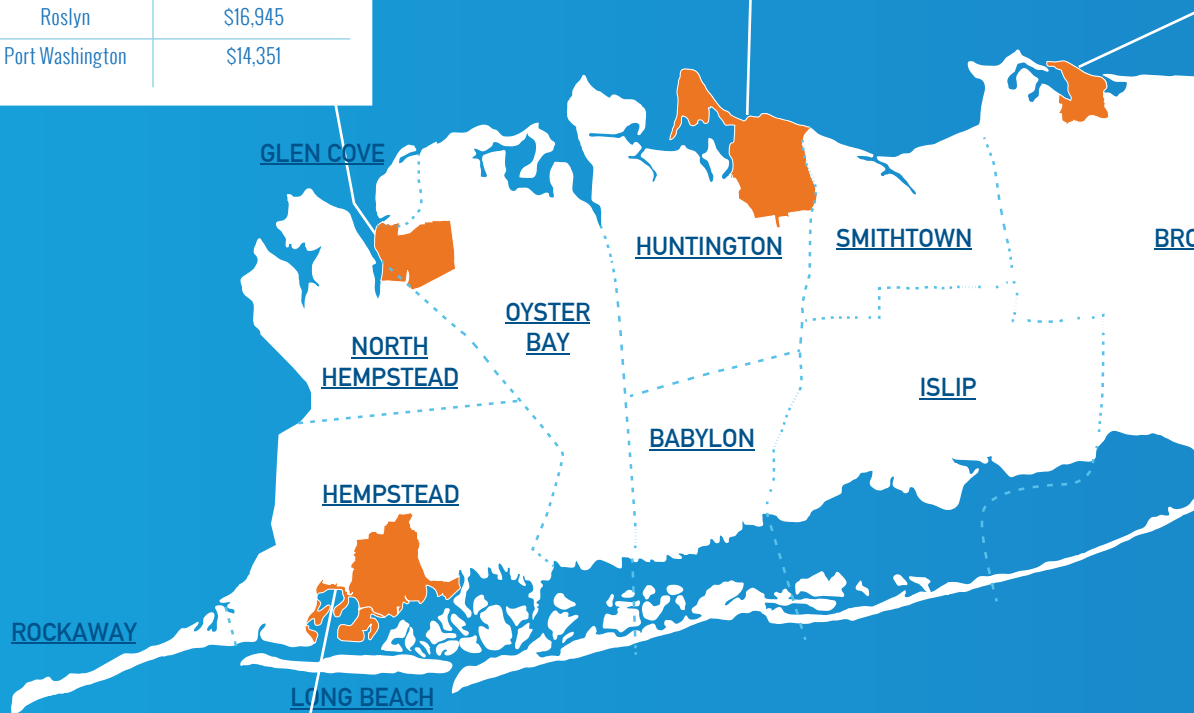 Roslyn $16,945
Port Washington $14,351
GLEN COVE
HUNTINGTON
SMITHTOWN
BRO
OYSTER
BAY
NORTH
HEMPSTEAD
ISLIP
BABYLON
HEMPSTEAD
ROCKAWAY
LONG BEACH